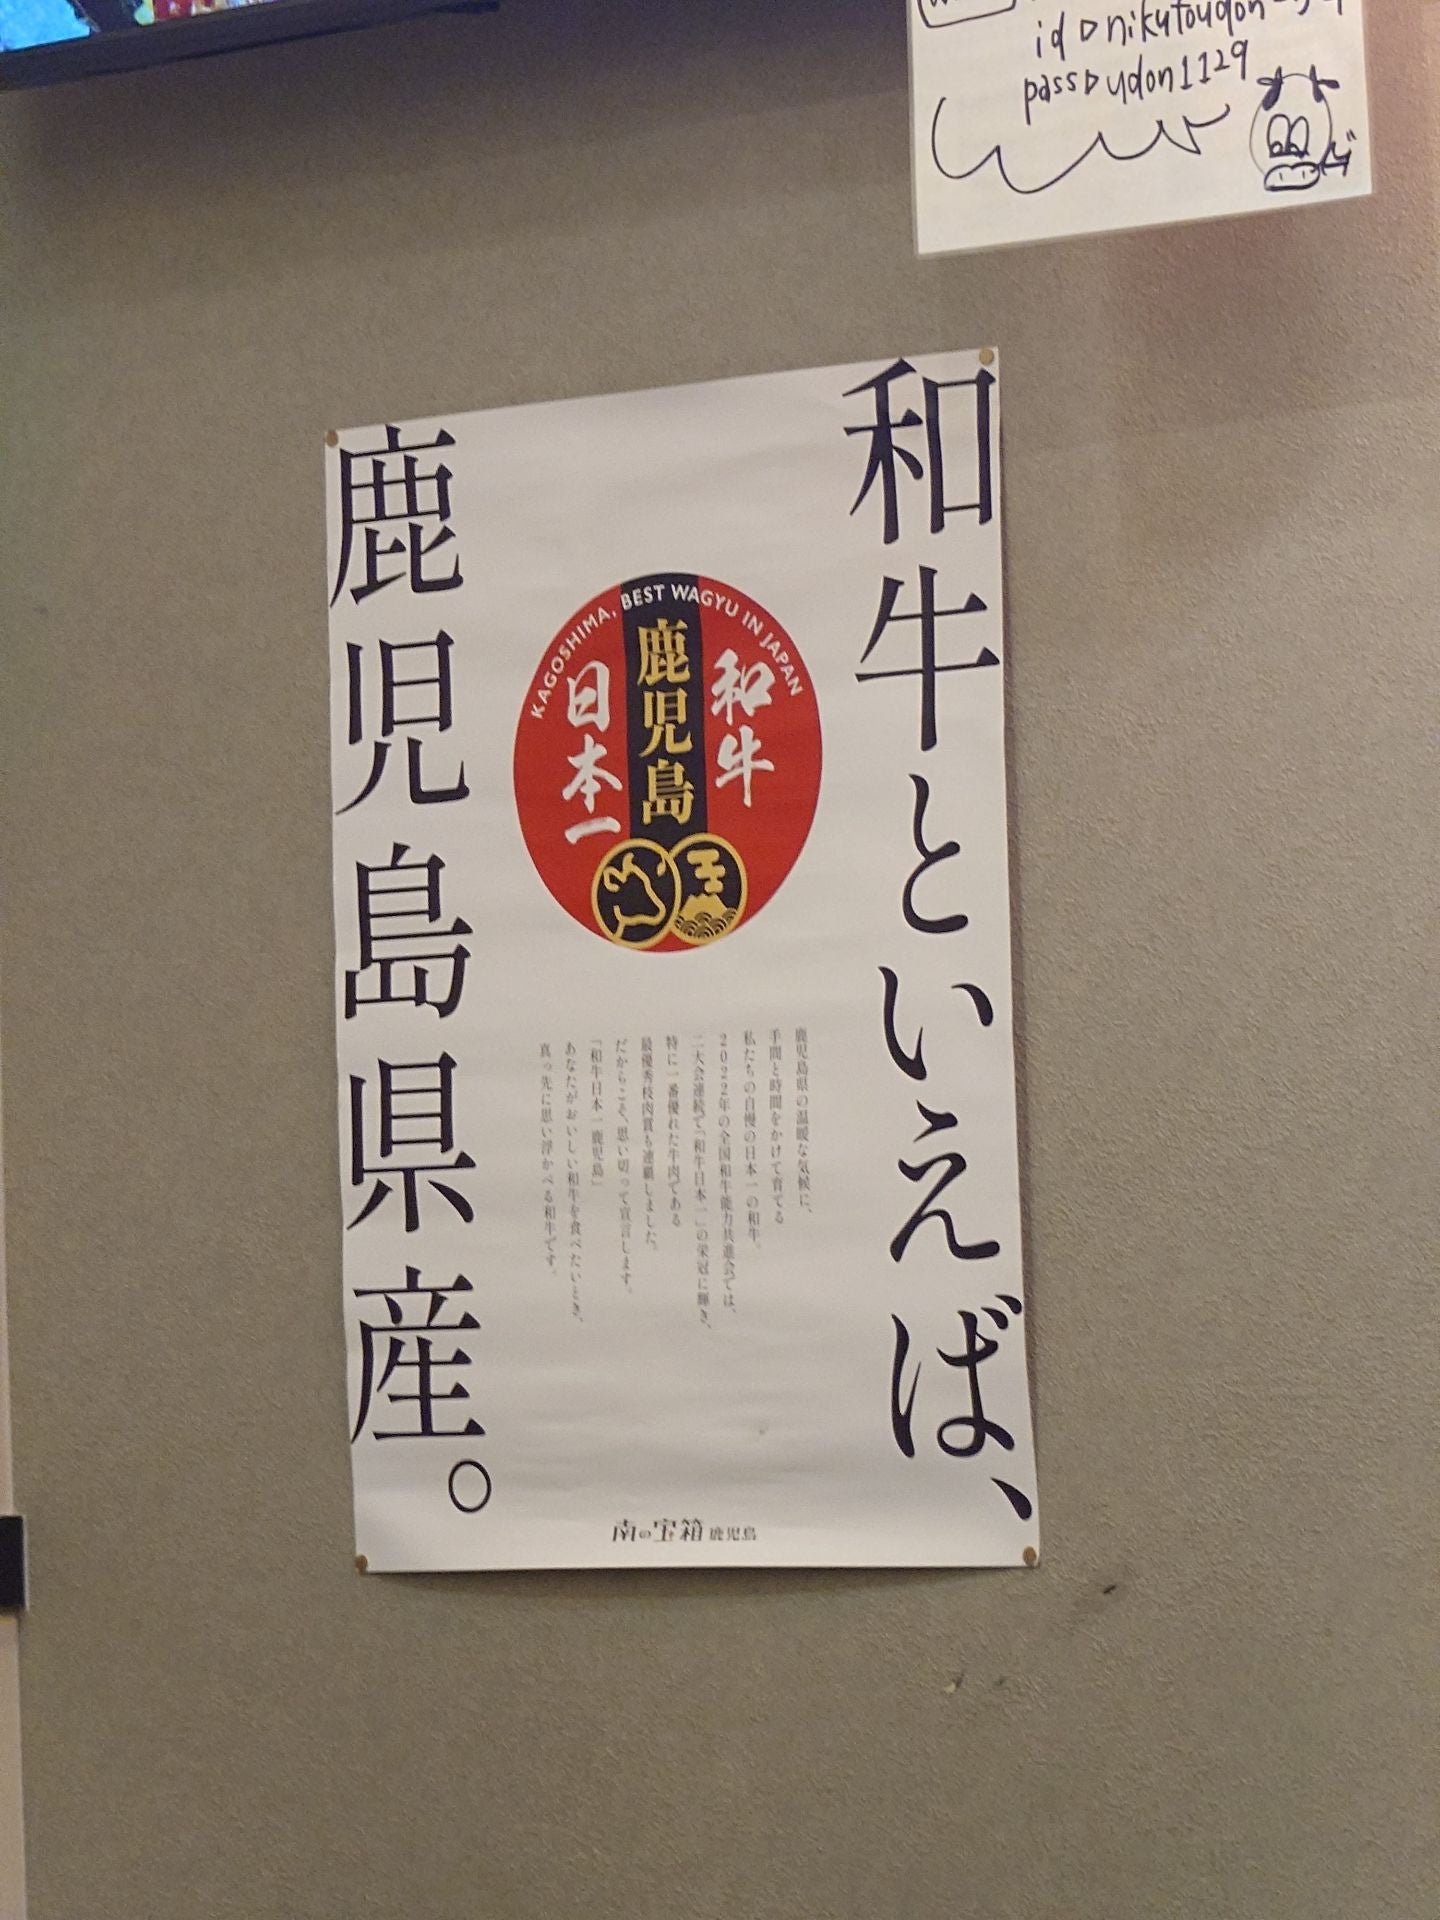 id▷nikutoudon
pass▷udon1129
和牛といえば、
鹿児島県産。
KAGOSHIMA, BEST WAGYU IN JAPAN
和牛
鹿児島
日本一
鹿児島県の温暖な気候に、
手間と時間をかけて育てる
私たちの自慢の日本一の和牛。
2022年の全国和牛能力共進会では、
二大会連続で「和牛日本一」の栄冠に輝き、
特に一番優れた牛肉である
最優秀枝肉賞も連覇しました。
だからこそ、思い切って宣言します。
「和牛日本一鹿児島」
あなたがおいしい和牛を食べたいとき、
真っ先に思い浮かべる和牛です。
南の宝箱 鹿児島